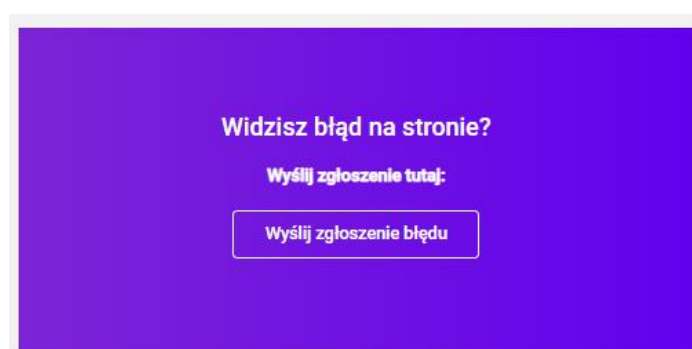 Widzisz błąd na stronie?
Wyślij zgłoszenie tutaj:
Wyślij zgłoszenie błędu